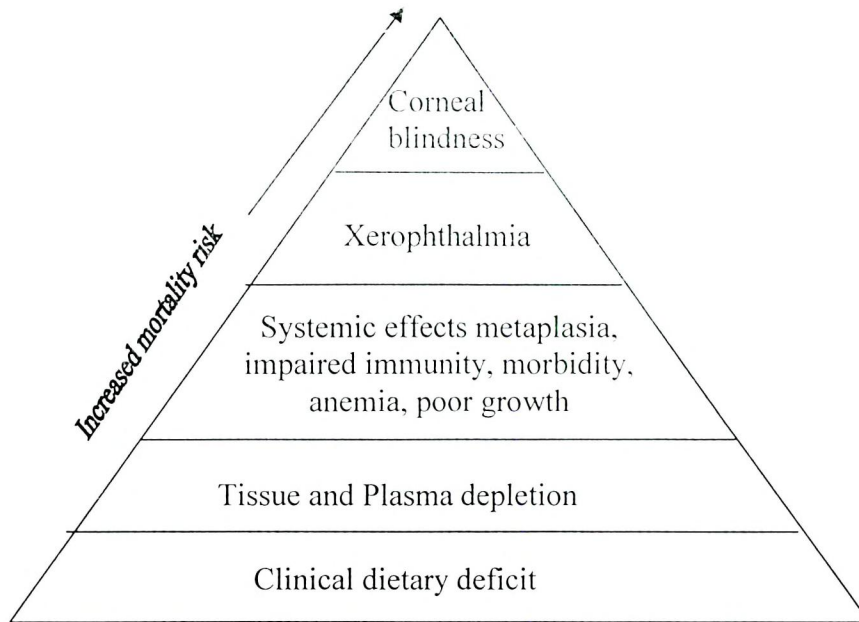 Corneal
blindness
Xerophthalmia
Increased mortality risk
Systemic effects metaplasia,
impaired immunity, morbidity,
anemia, poor growth
Tissue and Plasma depletion
Clinical dietary deficit